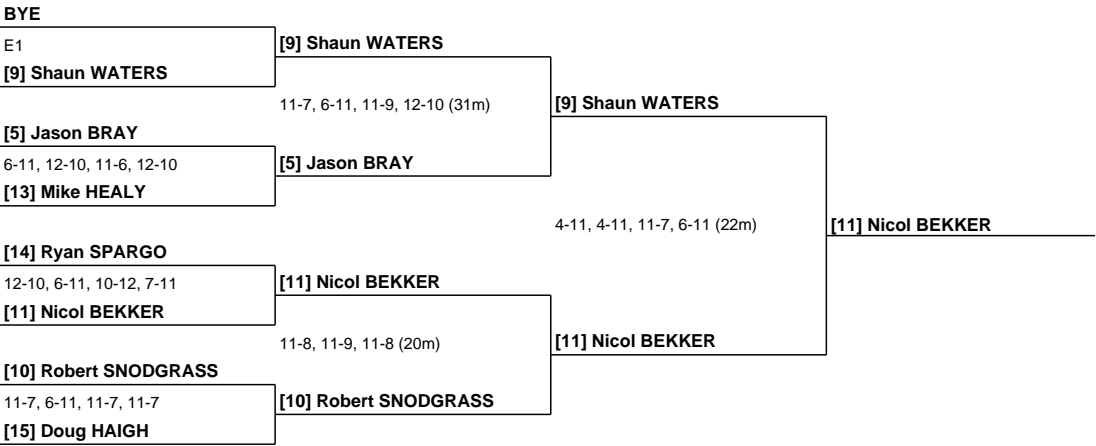 BYE
E1
[9] Shaun WATERS
[5] Jason BRAY
6-11, 12-10, 11-6, 12-10
[13] Mike HEALY
[14] Ryan SPARGO
12-10, 6-11, 10-12, 7-11
[11] Nicol BEKKER
[10] Robert SNODGRASS
11-7, 6-11, 11-7, 11-7
[15] Doug HAIGH
[9] Shaun WATERS
11-7, 6-11, 11-9, 12-10 (31m)
[5] Jason BRAY
[11] Nicol BEKKER
11-8, 11-9, 11-8 (20m)
[10] Robert SNODGRASS
[9] Shaun WATERS
4-11, 4-11, 11-7, 6-11 (22m)
[11] Nicol BEKKER
[11] Nicol BEKKER